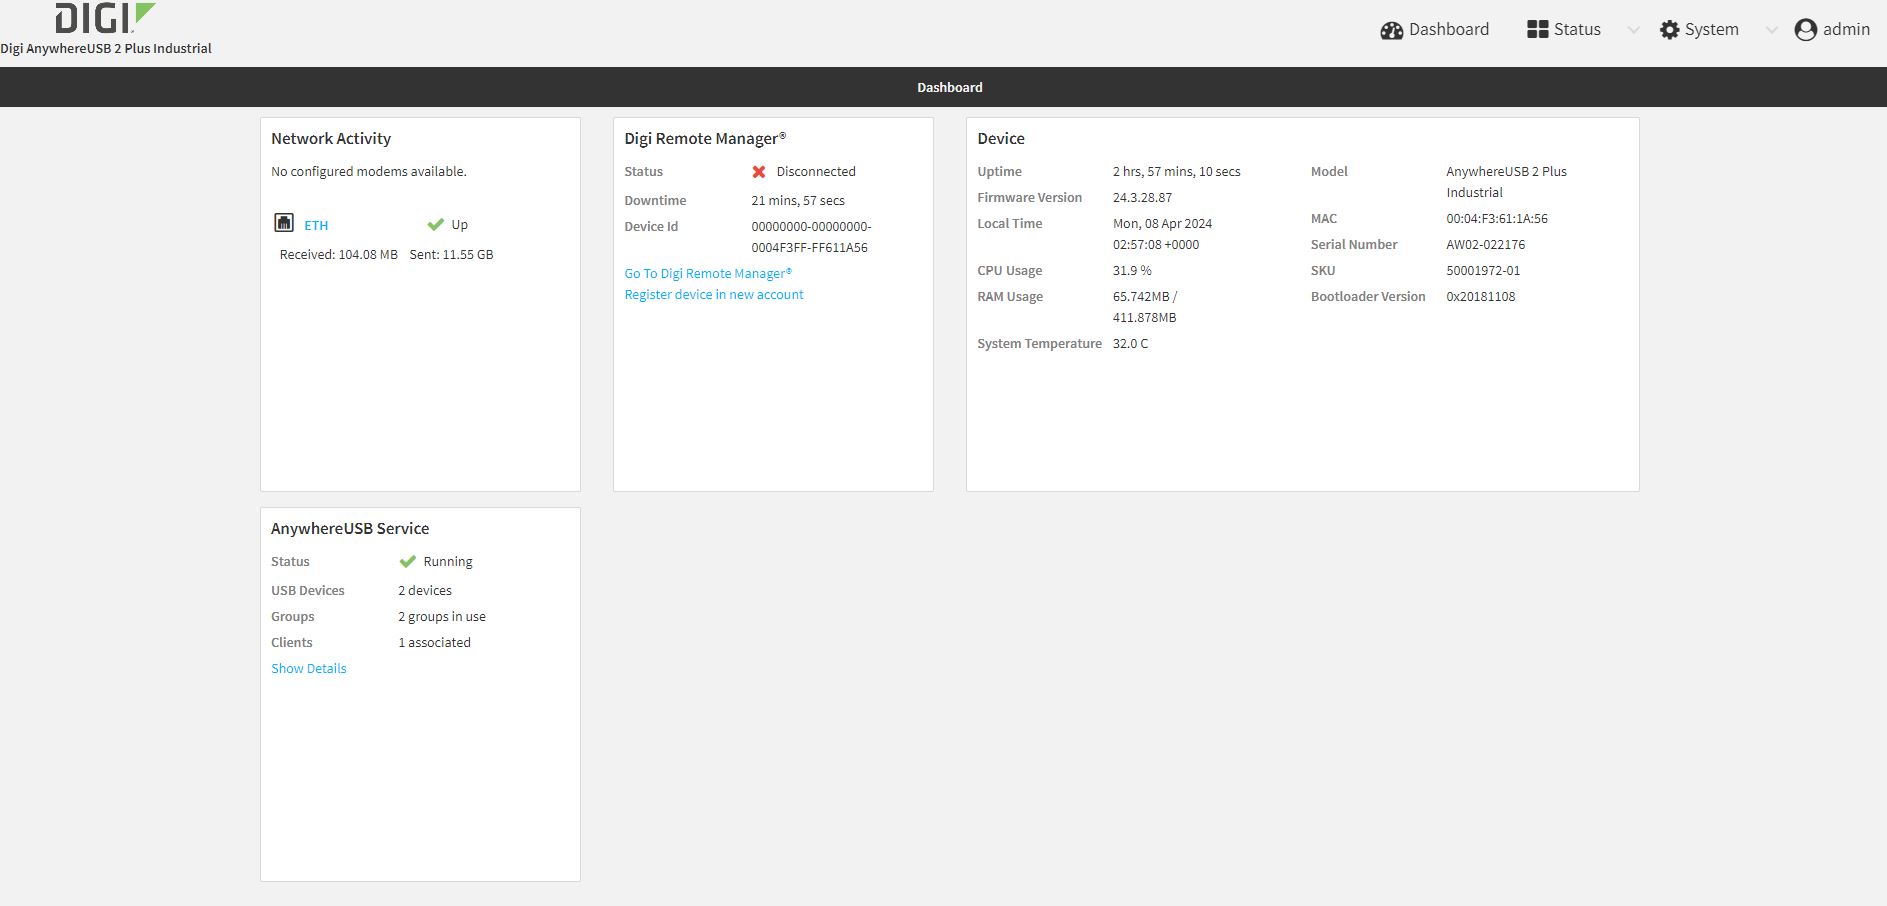 DIGI
Digi AnywhereUSB 2 Plus Industrial
Dashboard
Status
System
admin
Dashboard
Network Activity
No configured modems available.
ETH Up
Received: 104.08 MB Sent: 11.55 GB
Digi Remote Manager®
Status Disconnected
Downtime 21 mins, 57 secs
Device Id 00000000-00000000-
0004F3FF-FF611A56
Go To Digi Remote Manager®
Register device in new account
Device
Uptime 2 hrs, 57 mins, 10 secs
Firmware Version 24.3.28.87
Local Time Mon, 08 Apr 2024
02:57:08 +0000
CPU Usage 31.9 %
RAM Usage 65.742MB /
411.878MB
System Temperature 32.0 C
Model AnywhereUSB 2 Plus
Industrial
MAC 00:04:F3:61:1A:56
Serial Number AW02-022176
SKU 50001972-01
Bootloader Version 0x20181108
AnywhereUSB Service
Status Running
USB Devices 2 devices
Groups 2 groups in use
Clients 1 associated
Show Details